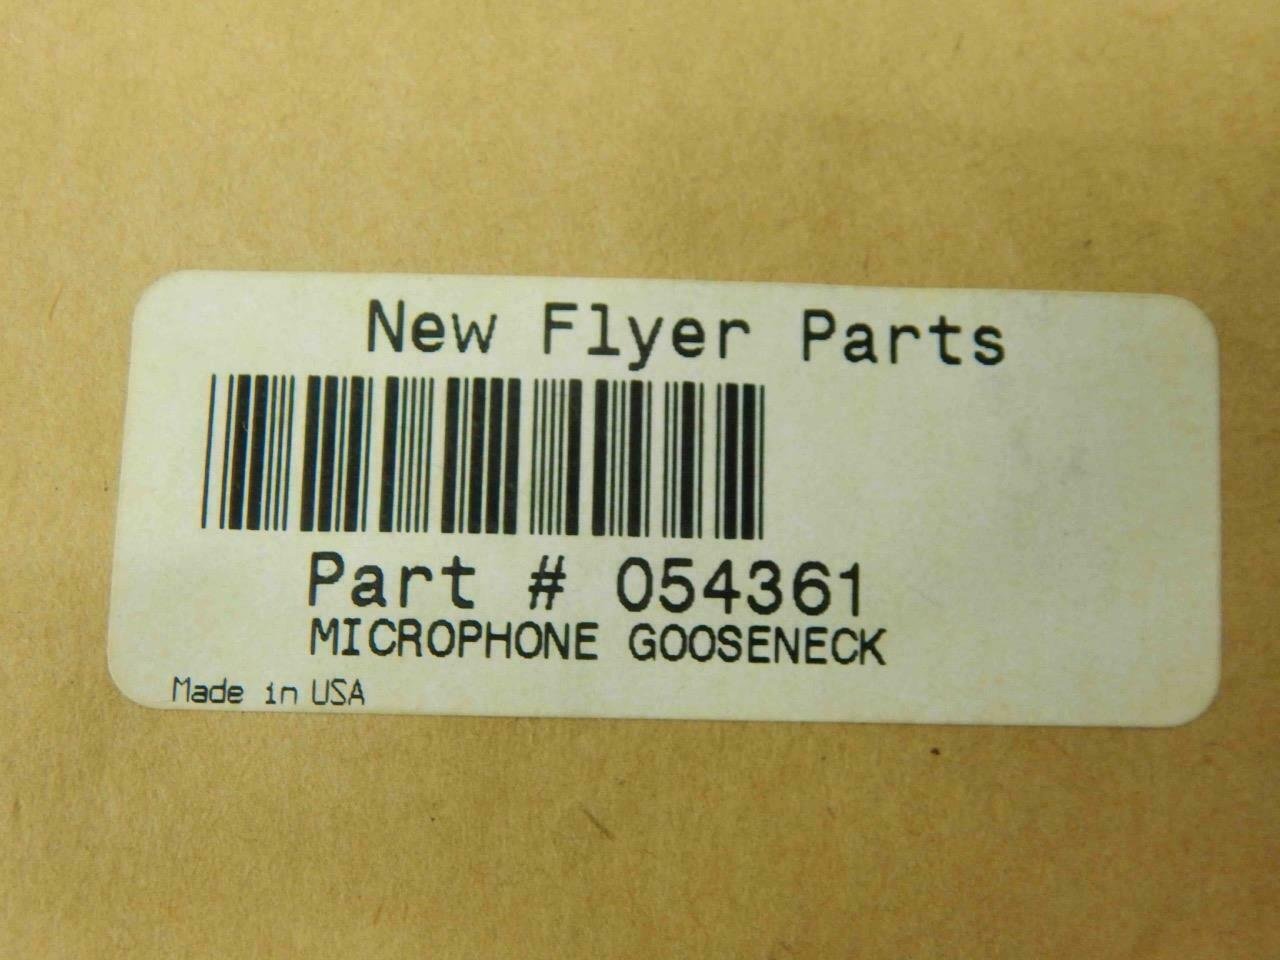 New Flyer Parts
Part # 054361
MICROPHONE GOOSENECK
Made in USA